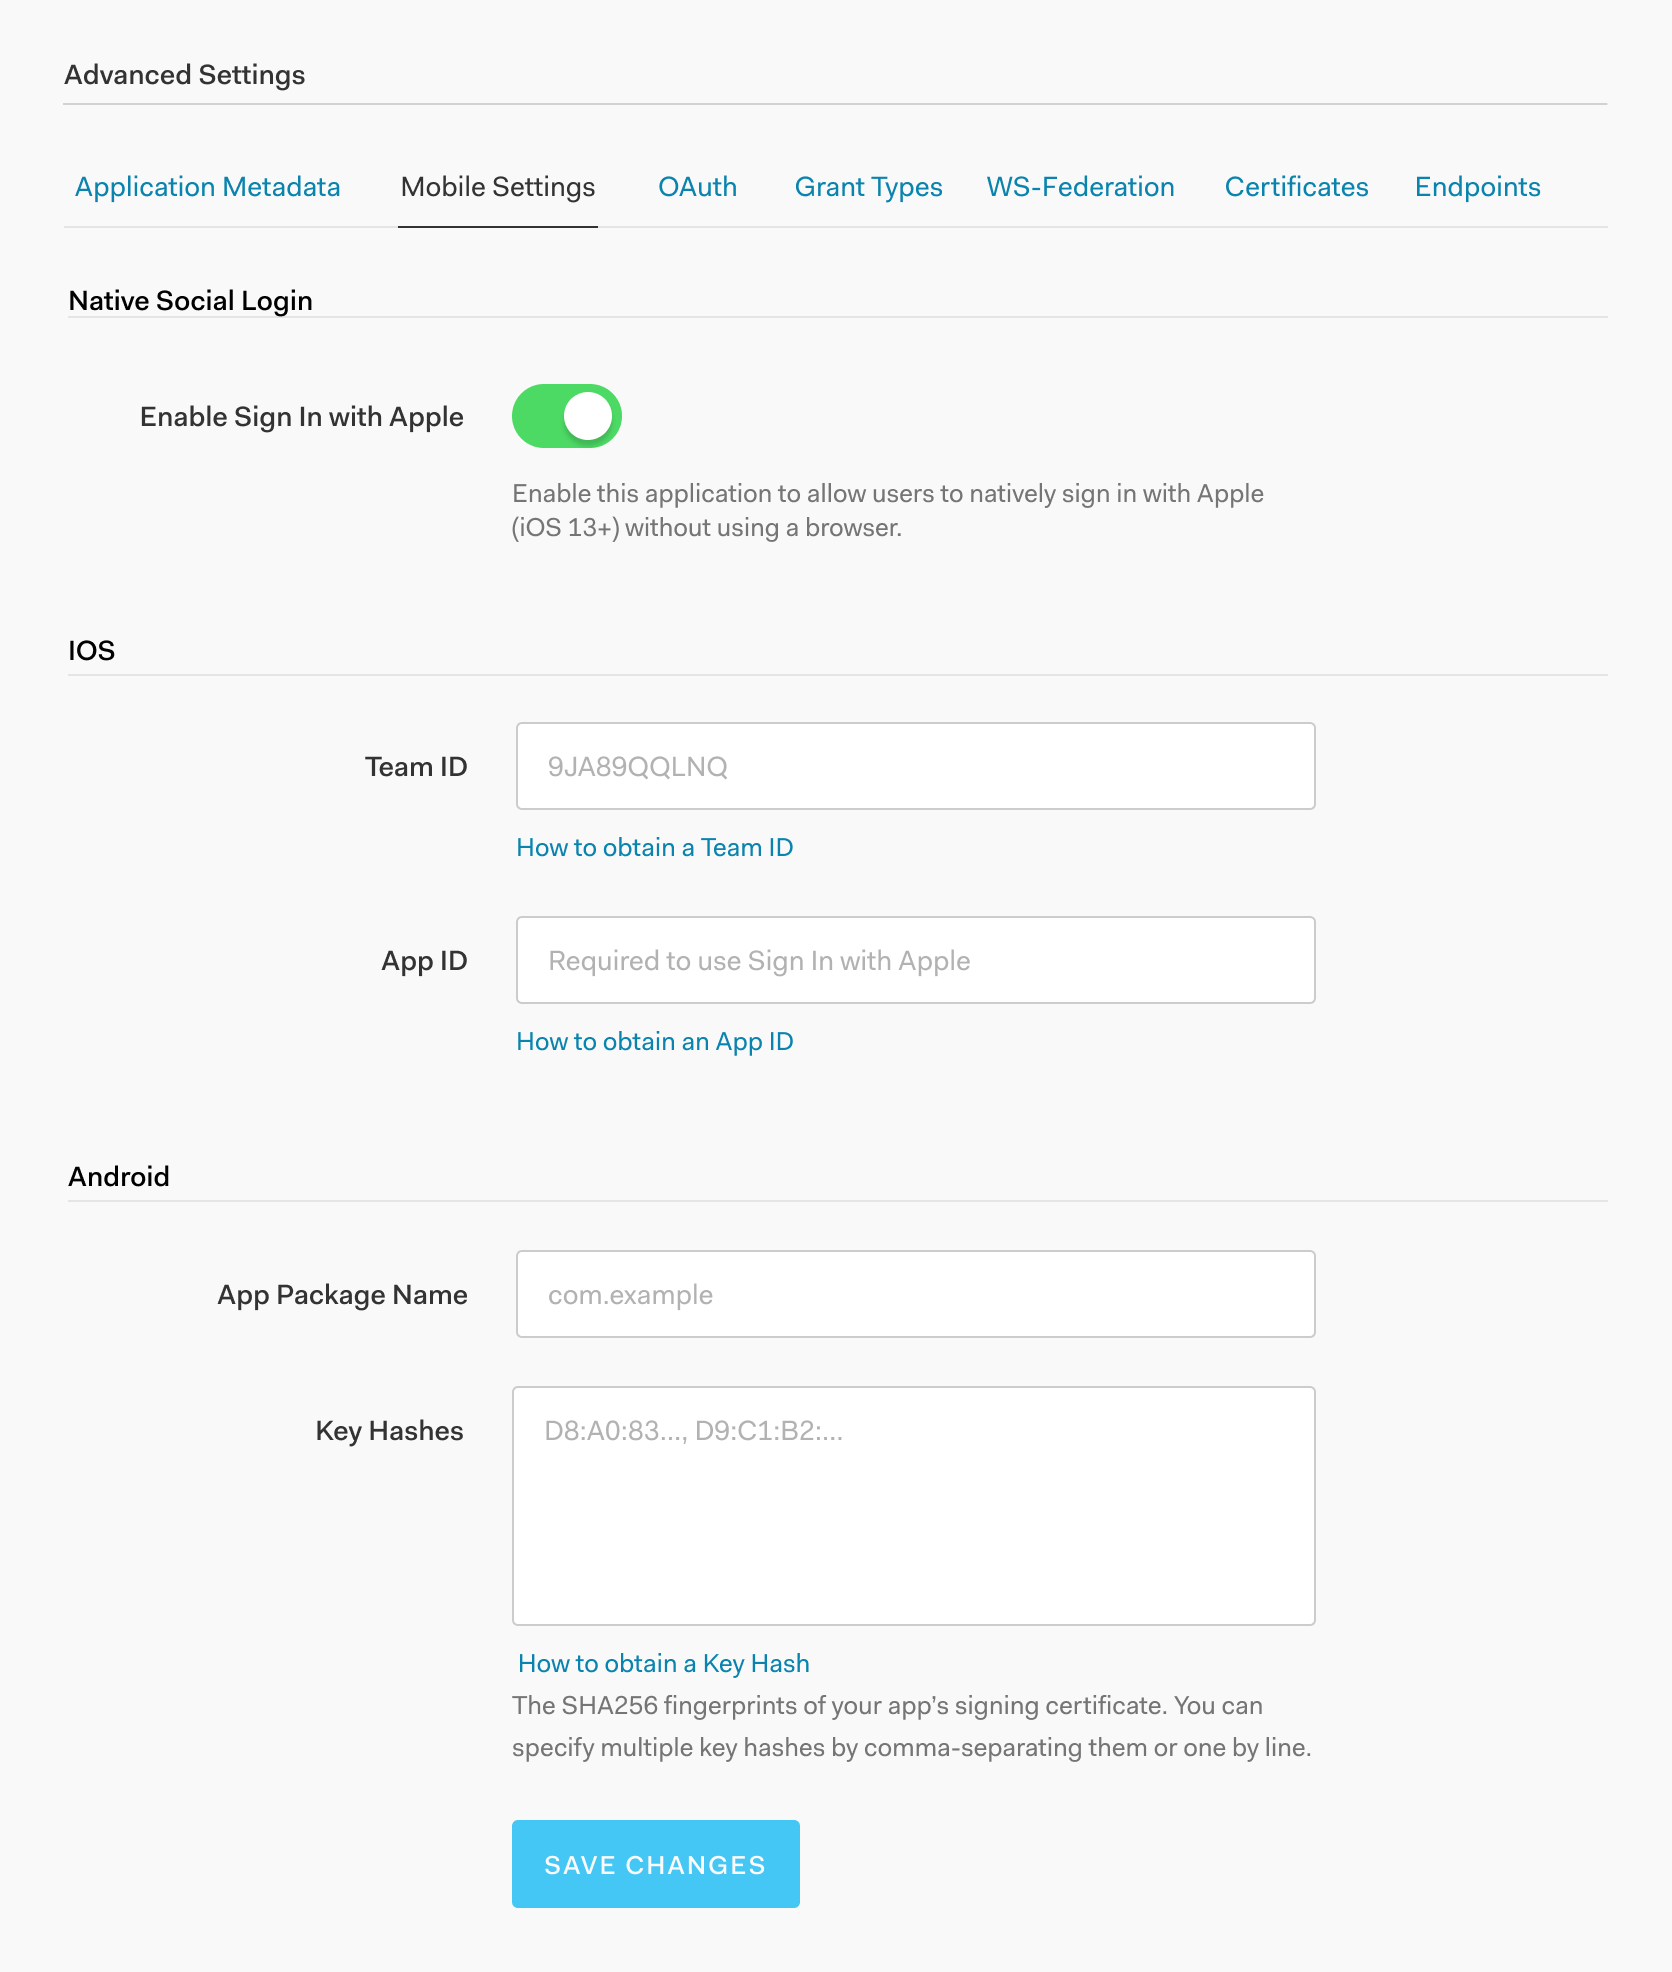 Advanced Settings
Application Metadata Mobile Settings OAuth Grant Types WS-Federation Certificates Endpoints
Native Social Login
Enable Sign In with Apple
Enable this application to allow users to natively sign in with Apple
(iOS 13+) without using a browser.
IOS
Team ID 9JA89QQLNQ
How to obtain a Team ID
App ID Required to use Sign In with Apple
How to obtain an App ID
Android
App Package Name com.example
Key Hashes D8:A0:83..., D9:C1:B2:...
How to obtain a Key Hash
The SHA256 fingerprints of your app's signing certificate. You can
specify multiple key hashes by comma-separating them or one by line.
SAVE CHANGES